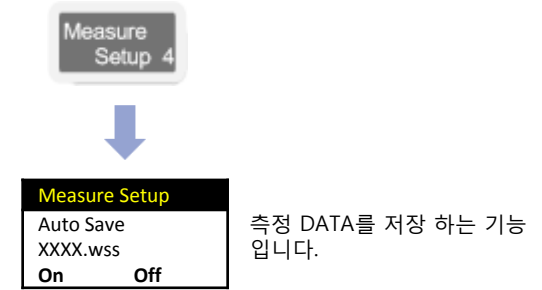 Measure
Setup 4
Measure Setup
Auto Save
XXXX.wss
On Off
측정 DATA를 저장 하는 기능
입니다.